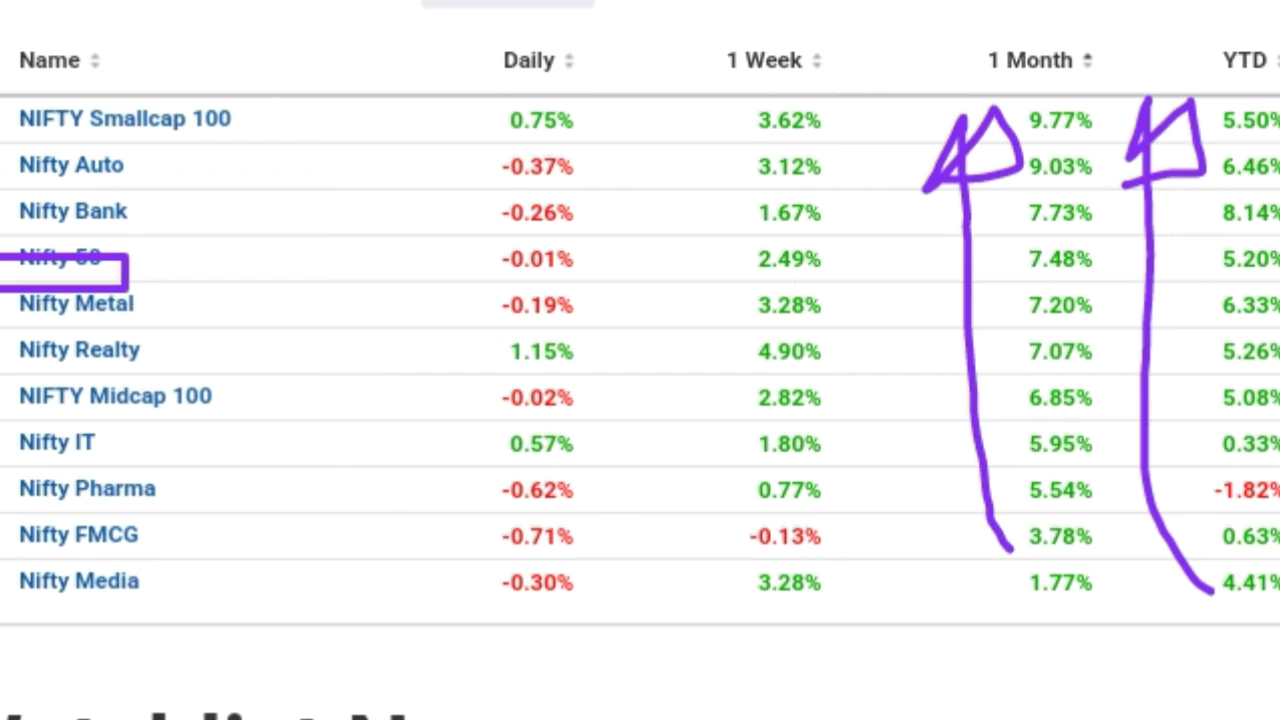 Name Daily 1 Week 1 Month YTD
NIFTY Smallcap 100 0.75% 3.62% 9.77% 5.50%
Nifty Auto -0.37% 3.12% 9.03% 6.46%
Nifty Bank -0.26% 1.67% 7.73% 8.14%
Nifty 50 -0.01% 2.49% 7.48% 5.20%
Nifty Metal -0.19% 3.28% 7.20% 6.33%
Nifty Realty 1.15% 4.90% 7.07% 5.26%
NIFTY Midcap 100 -0.02% 2.82% 6.85% 5.08%
Nifty IT 0.57% 1.80% 5.95% 0.33%
Nifty Pharma -0.62% 0.77% 5.54% -1.82%
Nifty FMCG -0.71% -0.13% 3.78% 0.63%
Nifty Media -0.30% 3.28% 1.77% 4.41%